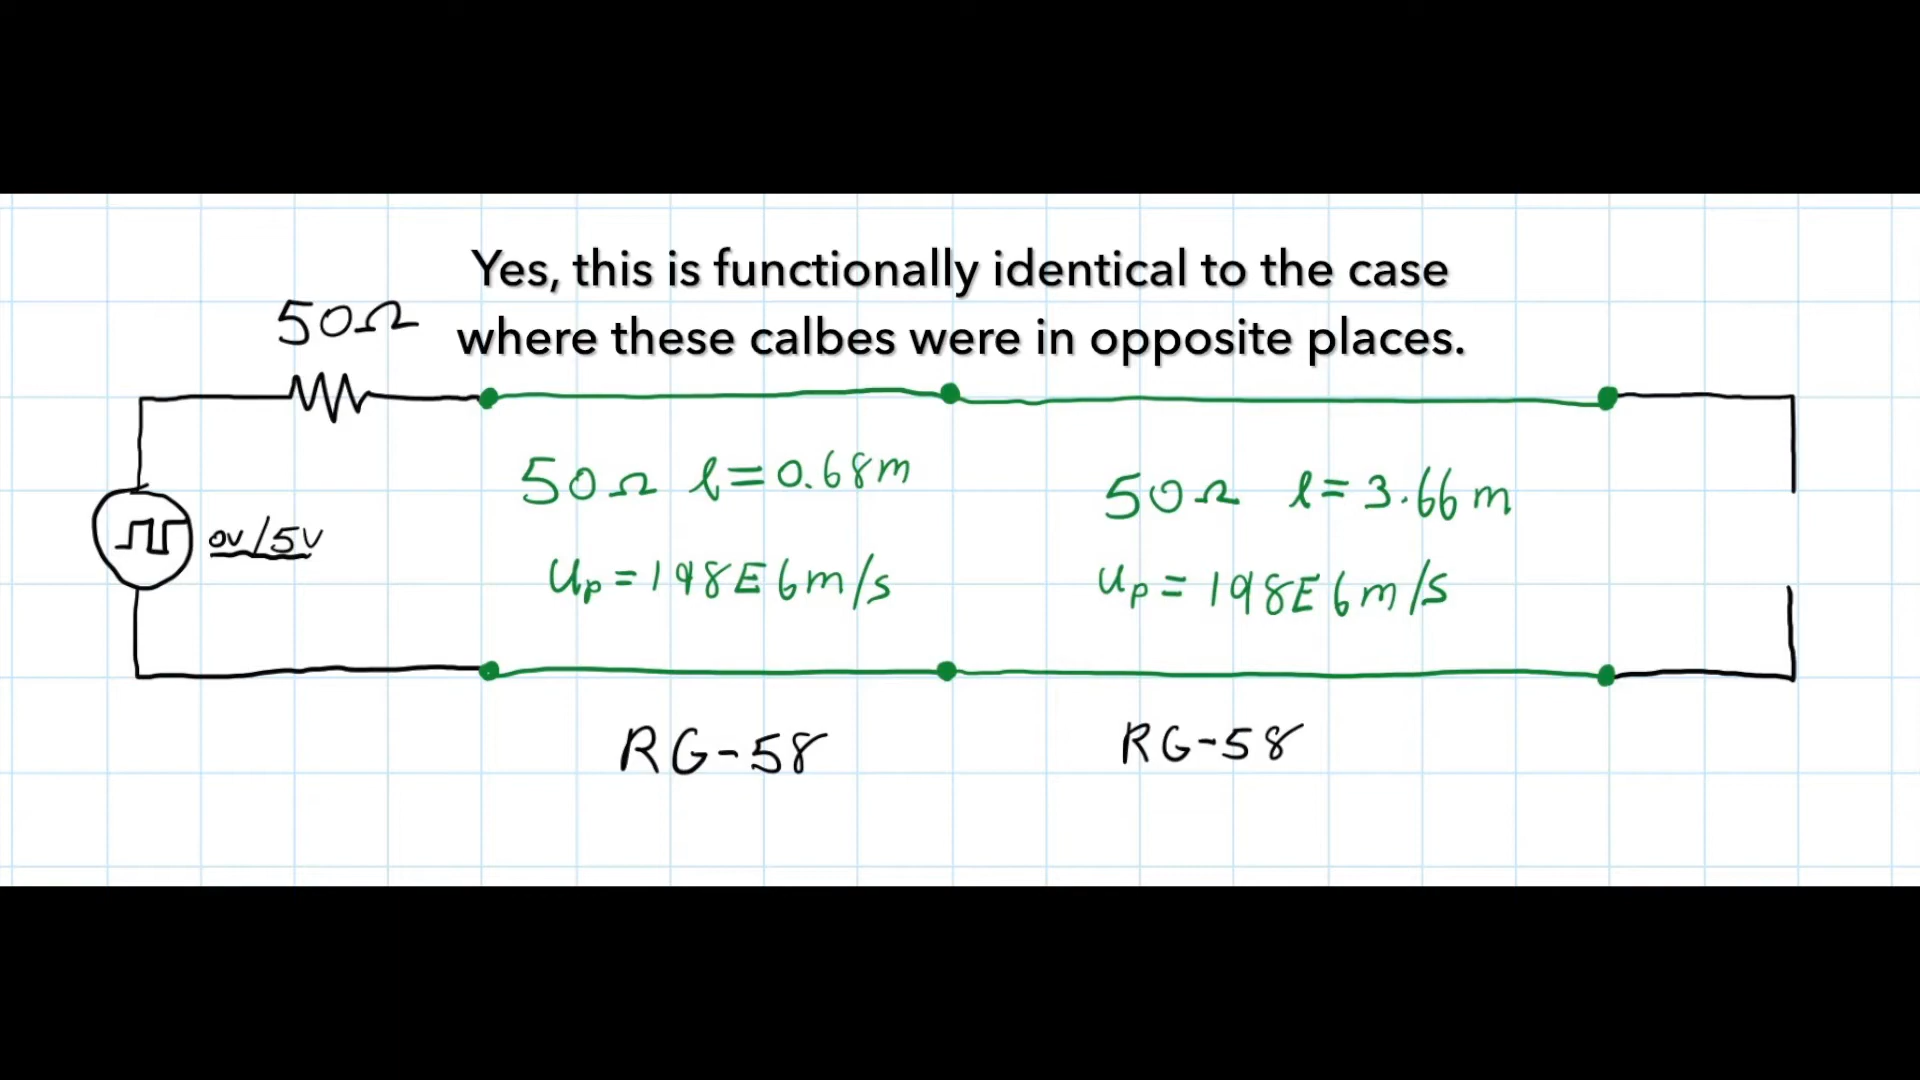 Yes, this is functionally identical to the case
where these calbes were in opposite places.
50Ω
0V/5V
50Ω l=0.68m
Up=198E6m/s
50Ω l=3.66m
Up=198E6m/s
RG-58
RG-58